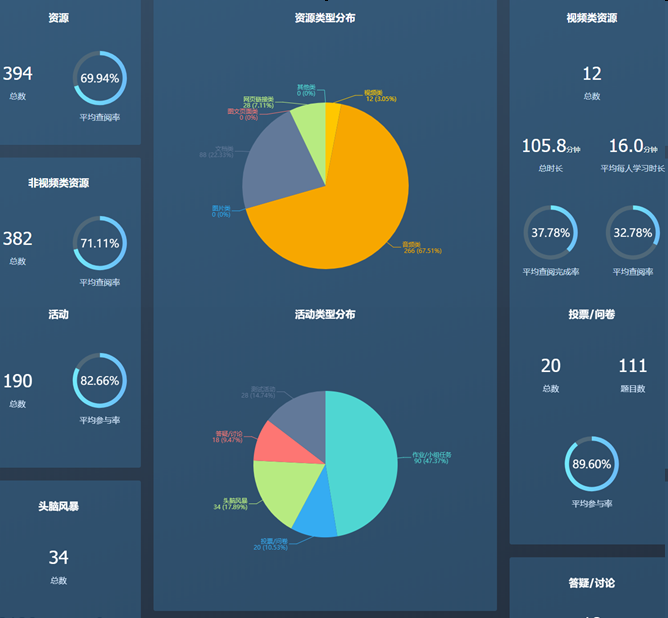 资源
394
总数
69.94%
平均查阅率
非视频类资源
382
总数
71.11%
平均查阅率
活动
190
总数
82.66%
平均参与率
头脑风暴
34
总数
资源类型分布
其他类
0 (0%)
视频类
12 (3.05%)
网页链接类
28 (7.11%)
图文页面类
0 (0%)
文档类
88 (22.33%)
图片类
0 (0%)
音频类
266 (67.51%)
活动类型分布
测试活动
28 (14.74%)
答疑/讨论
18 (9.47%)
作业/小组任务
90 (47.37%)
头脑风暴
34 (17.89%)
投票/问卷
20 (10.53%)
视频类资源
12
总数
105.8分钟
总时长
16.0分钟
平均每人学习时长
37.78%
平均查阅完成率
32.78%
平均查阅率
投票/问卷
20
总数
111
题目数
89.60%
平均参与率
答疑/讨论